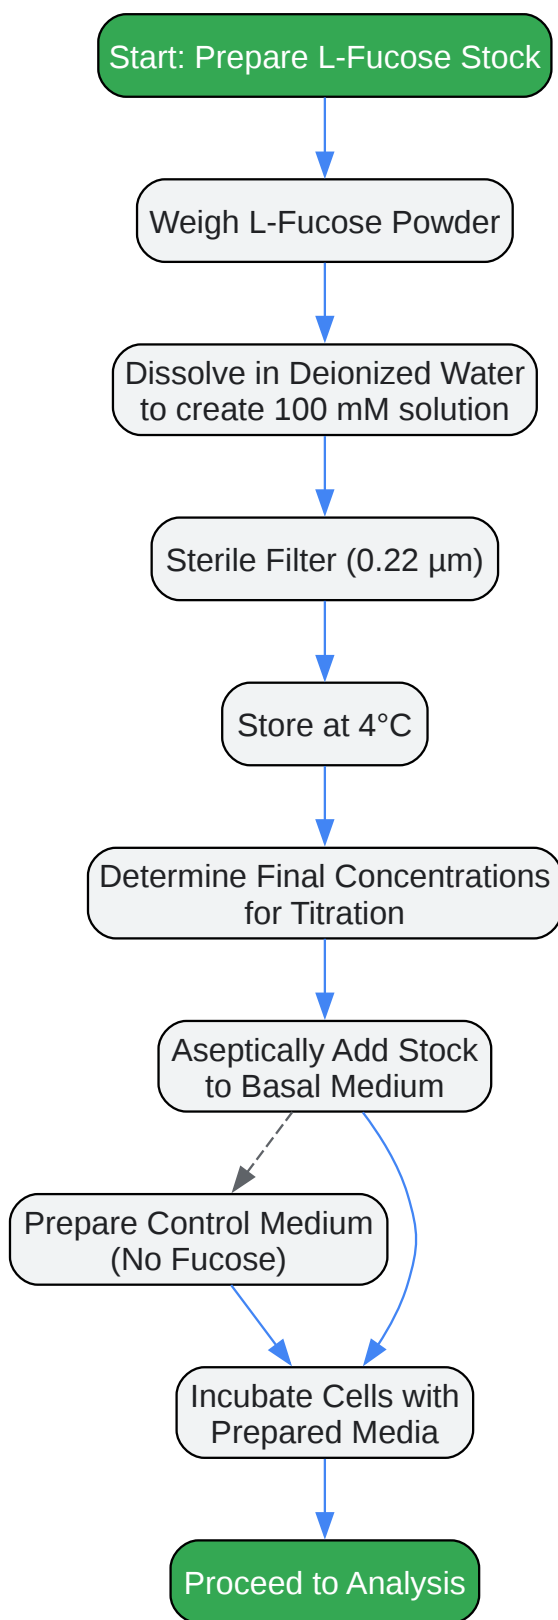 Start: Prepare L-Fucose Stock
Weigh L-Fucose Powder
Dissolve in Deionized Water
to create 100 mM solution
Sterile Filter (0.22 µm)
Store at 4°C
Determine Final Concentrations
for Titration
Aseptically Add Stock
to Basal Medium
Prepare Control Medium
(No Fucose)
Incubate Cells with
Prepared Media
Proceed to Analysis